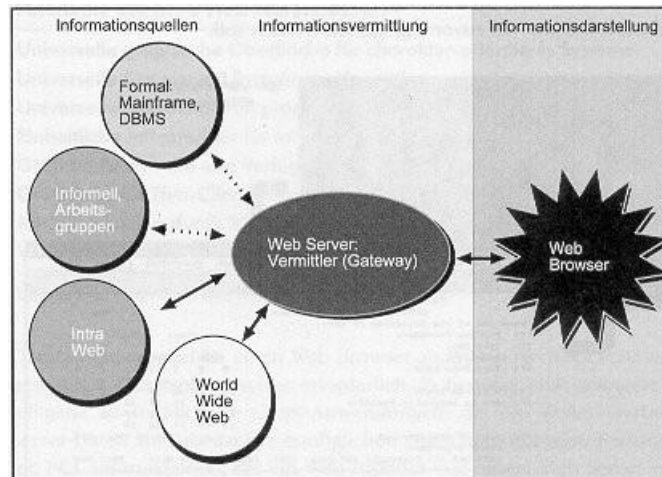 Informationsquellen
Informationsvermittlung
Informationsdarstellung
Formal:
Mainframe,
DBMS
Informell,
Arbeits-
gruppen
Web Server:
Vermittler (Gateway)
Web
Browser
Intra
Web
World
Wide
Web